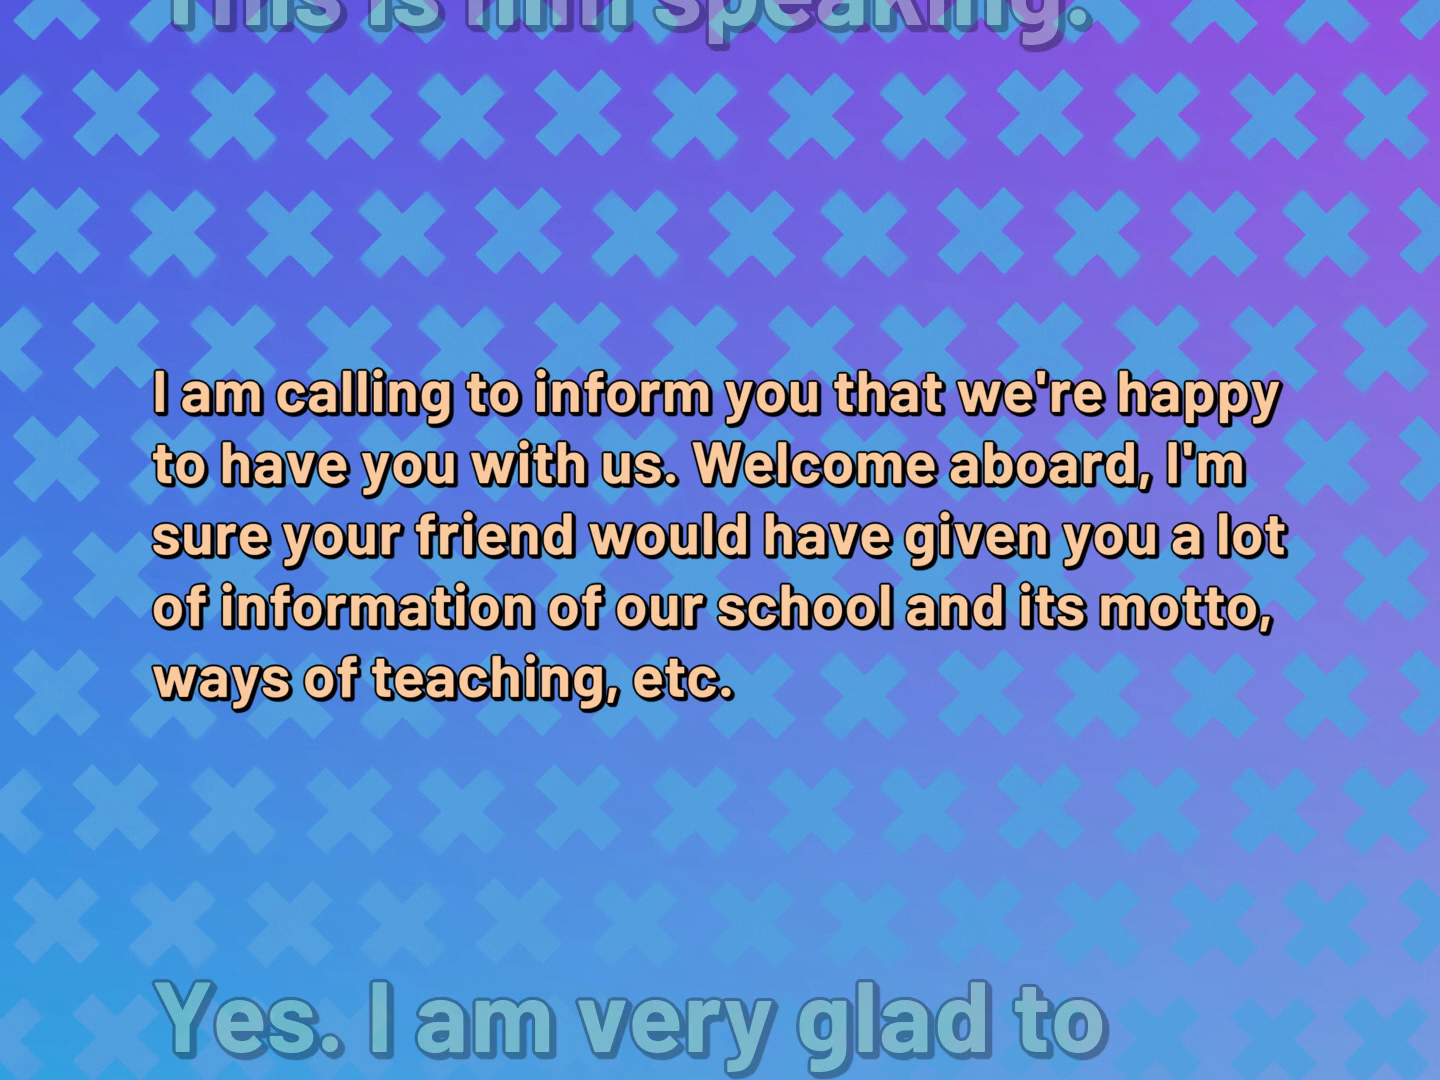 This is him speaking.
I am calling to inform you that we're happy
to have you with us. Welcome aboard, I'm
sure your friend would have given you a lot
of information of our school and its motto,
ways of teaching, etc.
Yes. I am very glad to